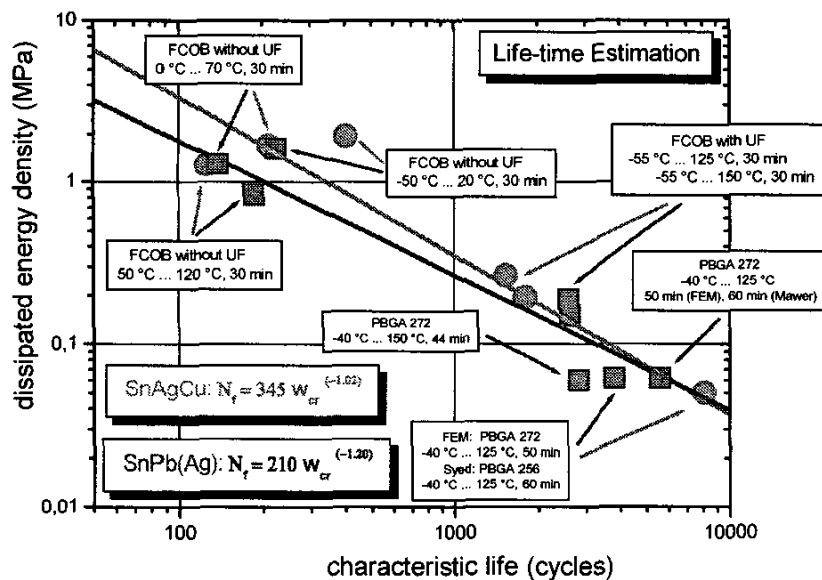 Life-time Estimation
FCOB without UF
0 °C ... 70 °C, 30 min
FCOB without UF
-50 °C ... 20 °C, 30 min
FCOB with UF
-55 °C ... 125 °C, 30 min
-55 °C ... 150 °C, 30 min
FCOB without UF
50 °C ... 120 °C, 30 min
PBGA 272
-40 °C ... 125 °C
50 min (FEM), 60 min (Mawer)
PBGA 272
-40 °C ... 150 °C, 44 min
SnAgCu: N_f = 345 w_cr^(-1.02)
SnPb(Ag): N_f = 210 w_cr^(-1.20)
FEM: PBGA 272
-40 °C ... 125 °C, 50 min
Syed: PBGA 256
-40 °C ... 125 °C, 60 min
dissipated energy density (MPa)
10
1
0,1
0,01
100
1000
10000
characteristic life (cycles)